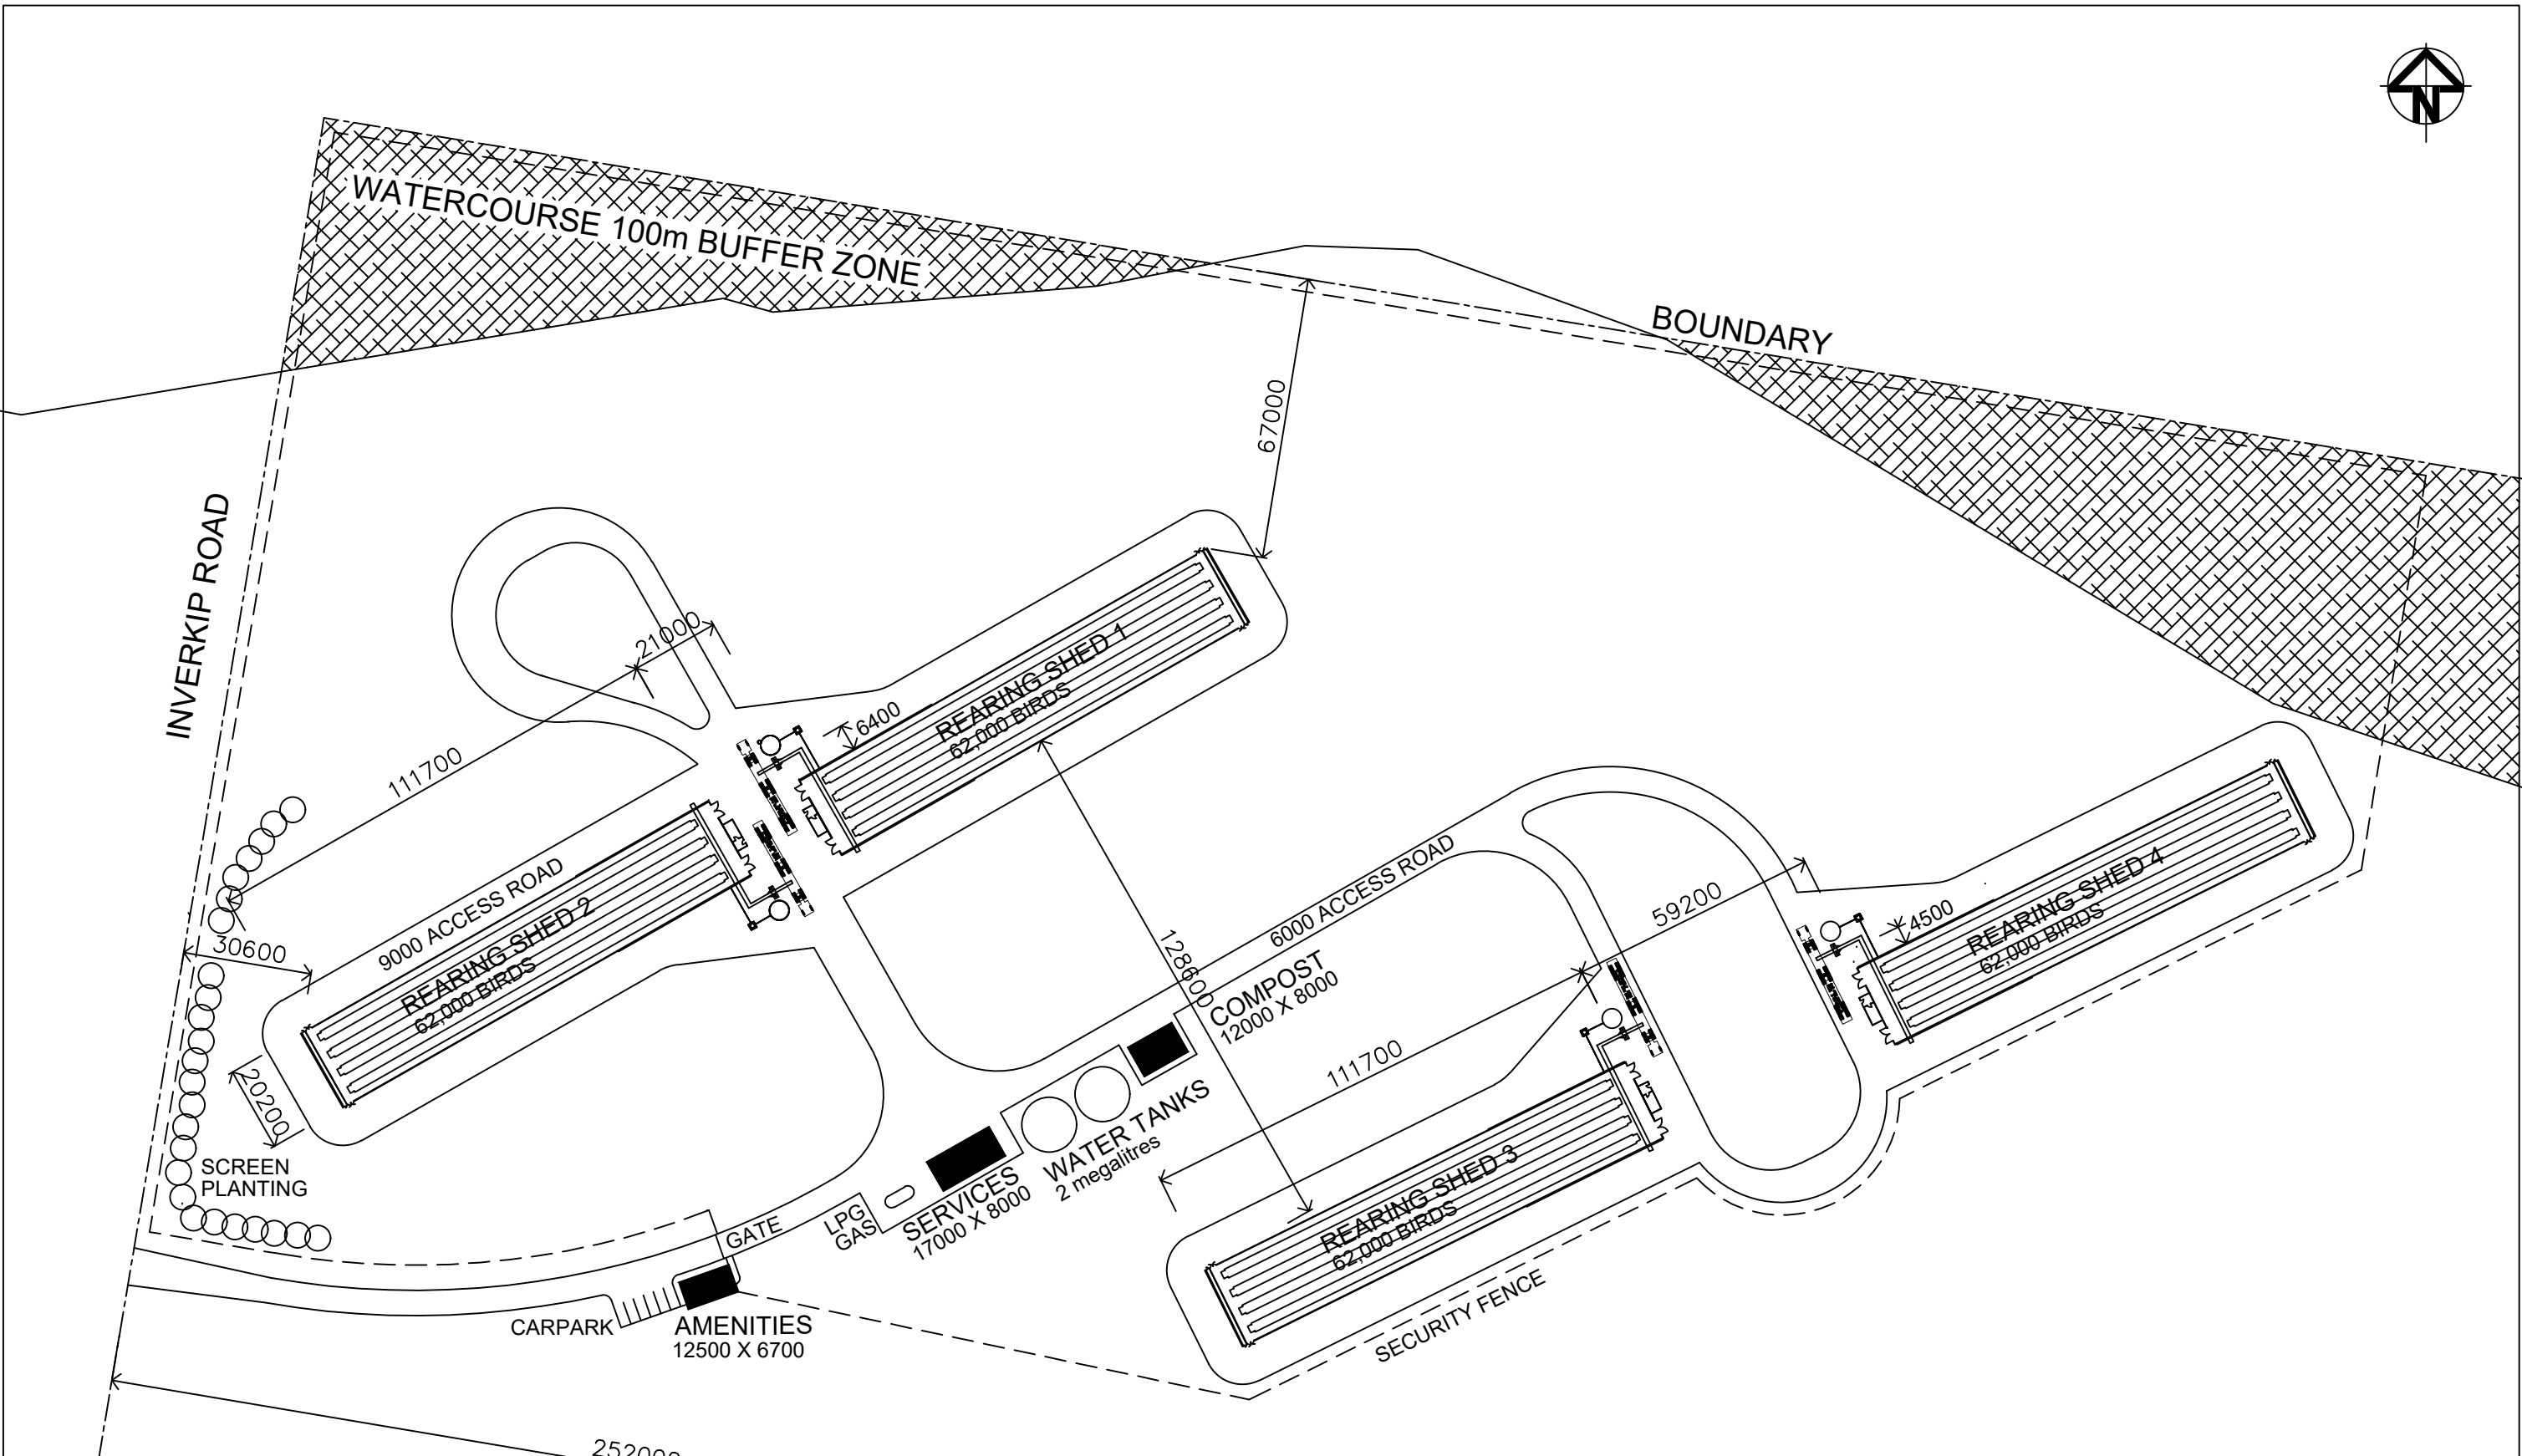 N
WATERCOURSE 100m BUFFER ZONE
BOUNDARY
67000
INVERKIP ROAD
21000
REARING SHED 1
62,000 BIRDS
6400
111700
9000 ACCESS ROAD
REARING SHED 2
62,000 BIRDS
30600
20200
128600
6000 ACCESS ROAD
59200
4500
REARING SHED 4
62,000 BIRDS
COMPOST
12000 X 8000
111700
WATER TANKS
2 megalitres
SERVICES
17000 X 8000
LPG
GAS
SCREEN
PLANTING
GATE
REARING SHED 3
62,000 BIRDS
SECURITY FENCE
CARPARK
AMENITIES
12500 X 6700